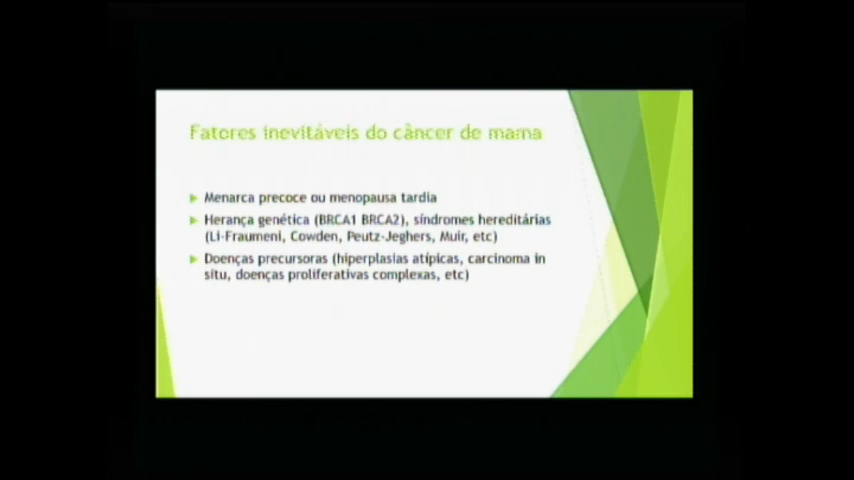 Fatores inevitáveis do câncer de mama
Menarca precoce ou menopausa tardia
Herança genética (BRCA1 BRCA2), síndromes hereditárias
(Li-Fraumeni, Cowden, Peutz-Jeghers, Muir, etc)
Doenças precursoras (hiperplasias atípicas, carcinoma in
situ, doenças proliferativas complexas, etc)